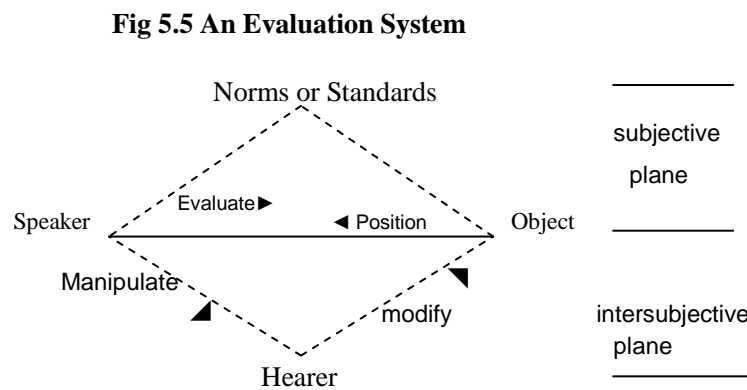 Fig 5.5 An Evaluation System
Norms or Standards
subjective
plane
Evaluate►
◄ Position
Speaker
Object
Manipulate
modify
intersubjective
plane
Hearer